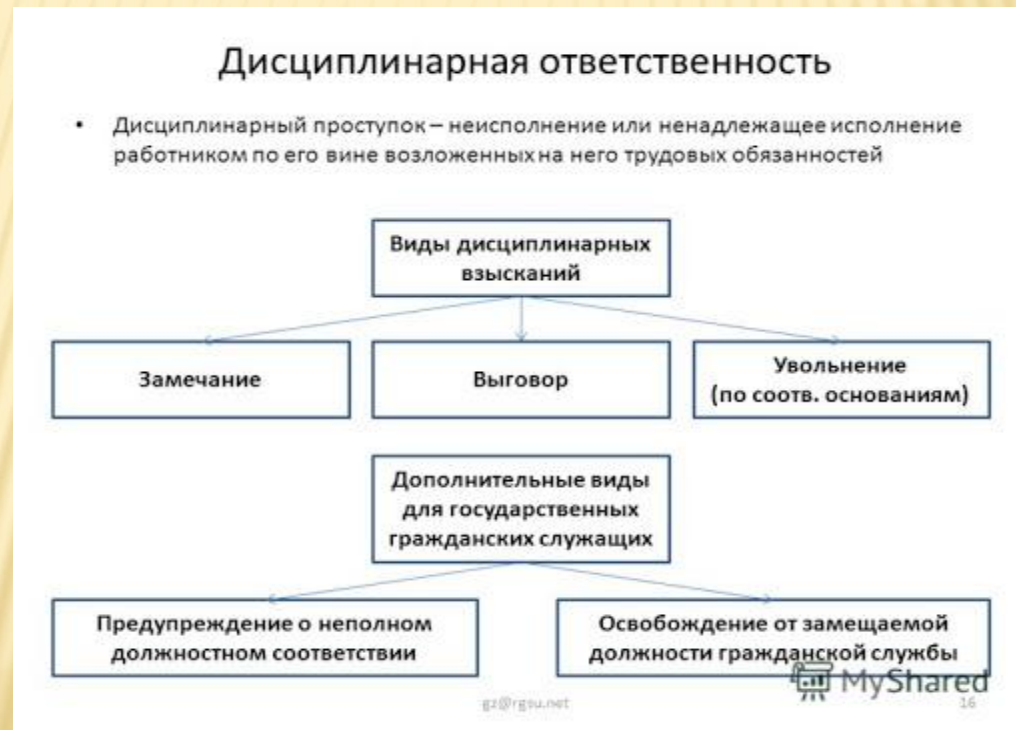 Дисциплинарная ответственность
• Дисциплинарный проступок – неисполнение или ненадлежащее исполнение
работником по его вине возложенных на него трудовых обязанностей
Виды дисциплинарных
взысканий
Замечание
Выговор
Увольнение
(по соотв. основаниям)
Дополнительные виды
для государственных
гражданских служащих
Предупреждение о неполном
должностном соответствии
Освобождение от замещаемой
должности гражданской службы
MyShared
gz@rgsu.net
16